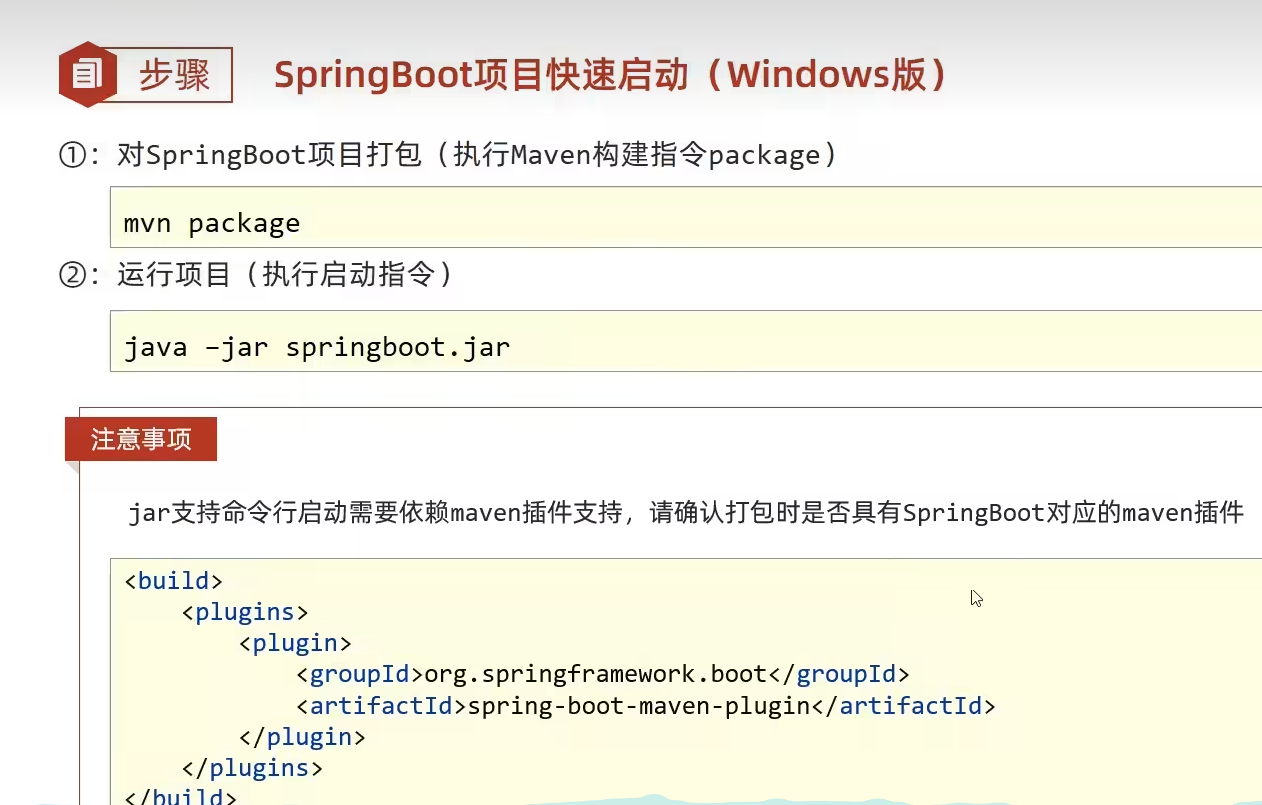 步骤
SpringBoot项目快速启动（Windows版）
①：对SpringBoot项目打包（执行Maven构建指令package）
mvn package
②：运行项目（执行启动指令）
java –jar springboot.jar
注意事项
jar支持命令行启动需要依赖maven插件支持，请确认打包时是否具有SpringBoot对应的maven插件
<build>
    <plugins>
        <plugin>
            <groupId>org.springframework.boot</groupId>
            <artifactId>spring-boot-maven-plugin</artifactId>
        </plugin>
    </plugins>
</build>